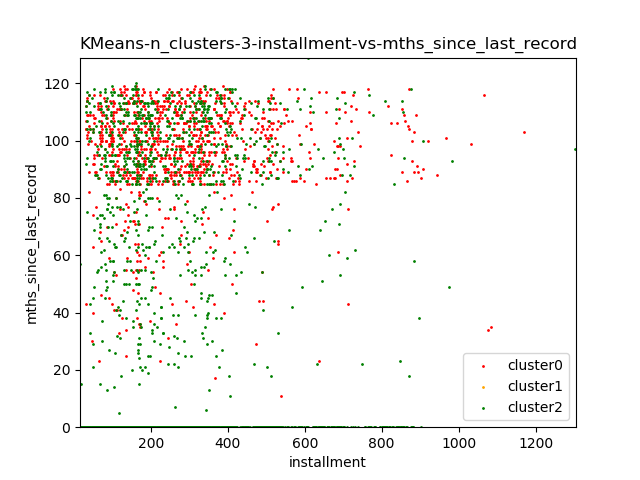 KMeans-n_clusters-3-installment-vs-mths_since_last_record
120
100
80
60
40
20
0
mths_since_last_record
200 400 600 800 1000 1200
installment
cluster0
cluster1
cluster2